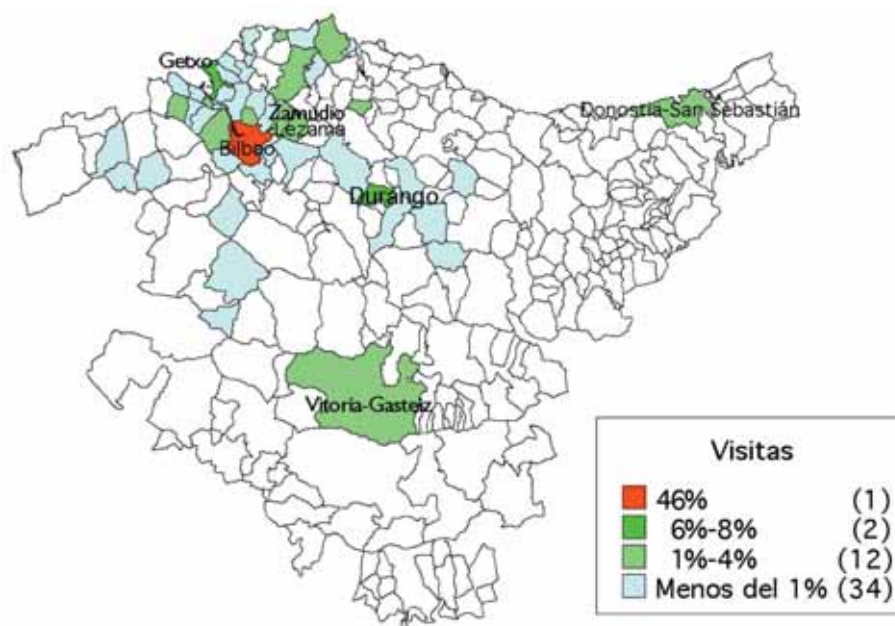 Getxo
Zamudio
Lezama
Bilbao
Donostia-San Sebastián
Durango
Vitoria-Gasteiz
Visitas
46% (1)
6%-8% (2)
1%-4% (12)
Menos del 1% (34)